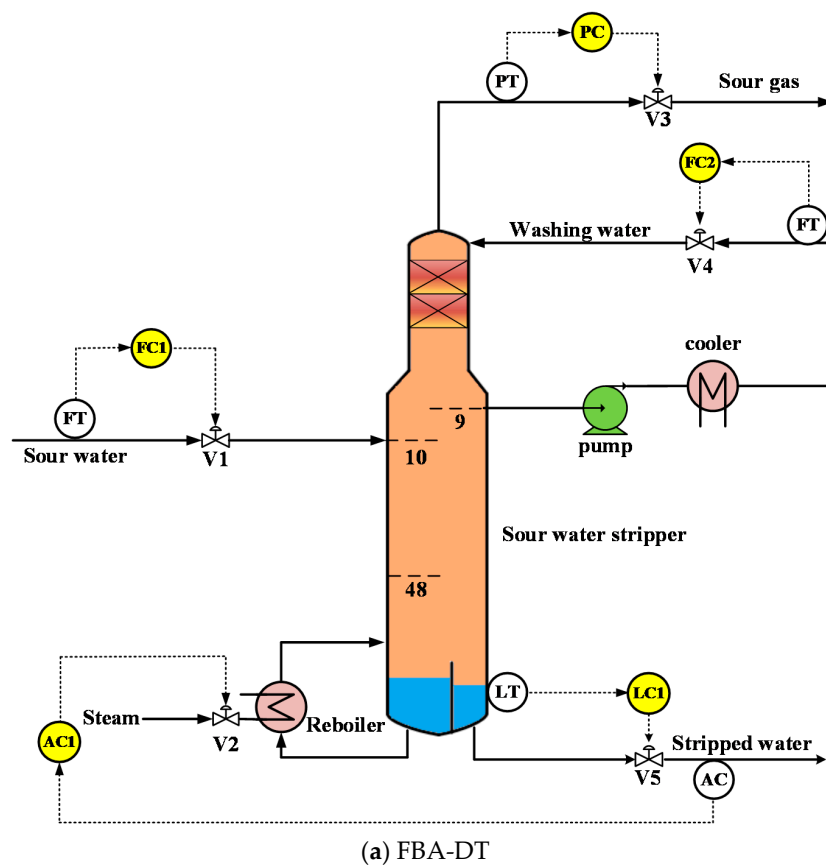 PC
PT
Sour gas
V3
FC2
FT
Washing water
V4
FC1
cooler
FT
9
Sour water
V1
10
pump
Sour water stripper
48
LT
LC1
Steam
Reboiler
AC1
V2
Stripped water
V5
AC
(a) FBA-DT